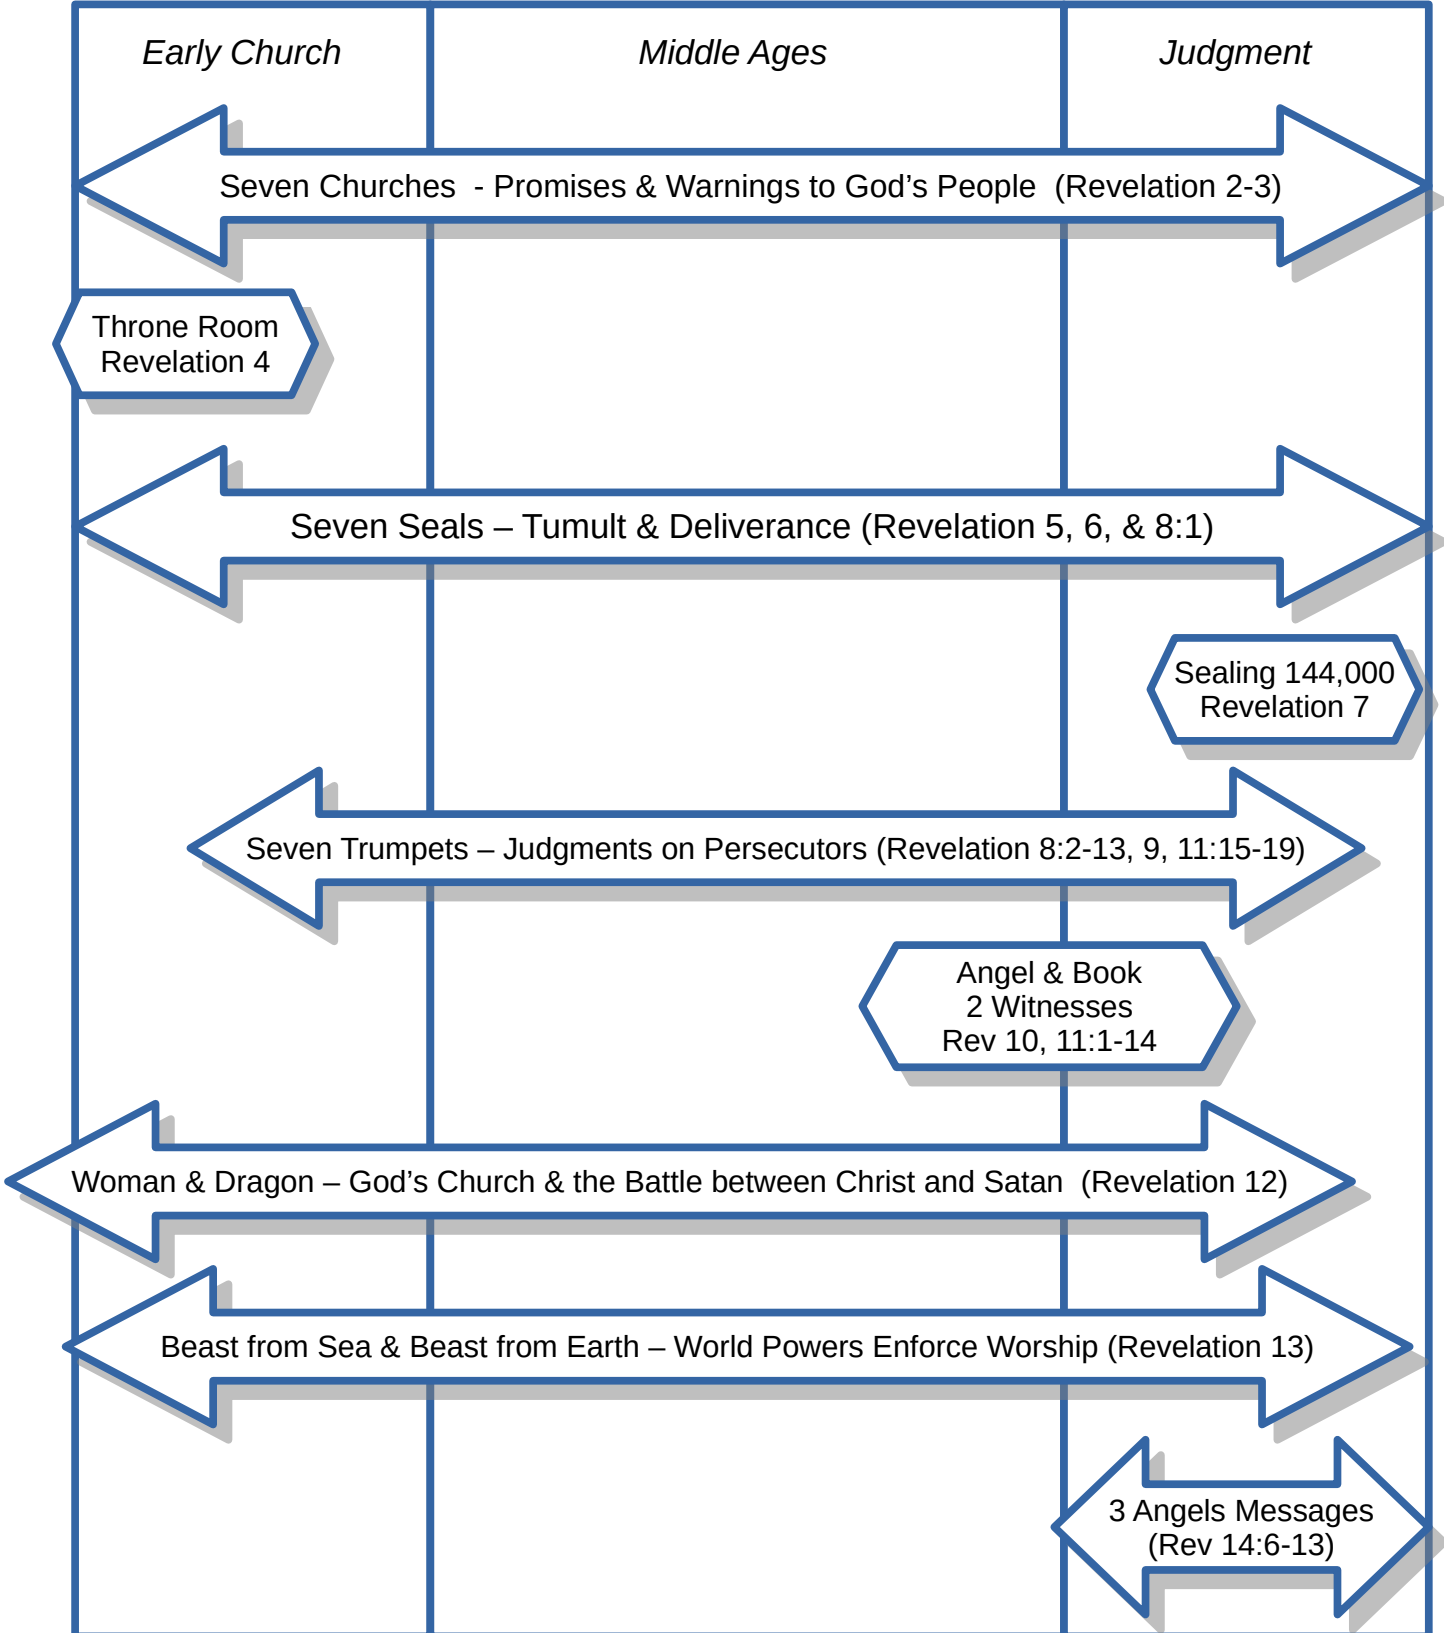 Early Church
Middle Ages
Judgment
Seven Churches  - Promises & Warnings to God’s People  (Revelation 2-3)
Throne Room
Revelation 4
Seven Seals – Tumult & Deliverance (Revelation 5, 6, & 8:1)
Sealing 144,000
Revelation 7
Seven Trumpets – Judgments on Persecutors (Revelation 8:2-13, 9, 11:15-19)
Angel & Book
2 Witnesses
Rev 10, 11:1-14
Woman & Dragon – God’s Church & the Battle between Christ and Satan  (Revelation 12)
Beast from Sea & Beast from Earth – World Powers Enforce Worship (Revelation 13)
3 Angels Messages
(Rev 14:6-13)